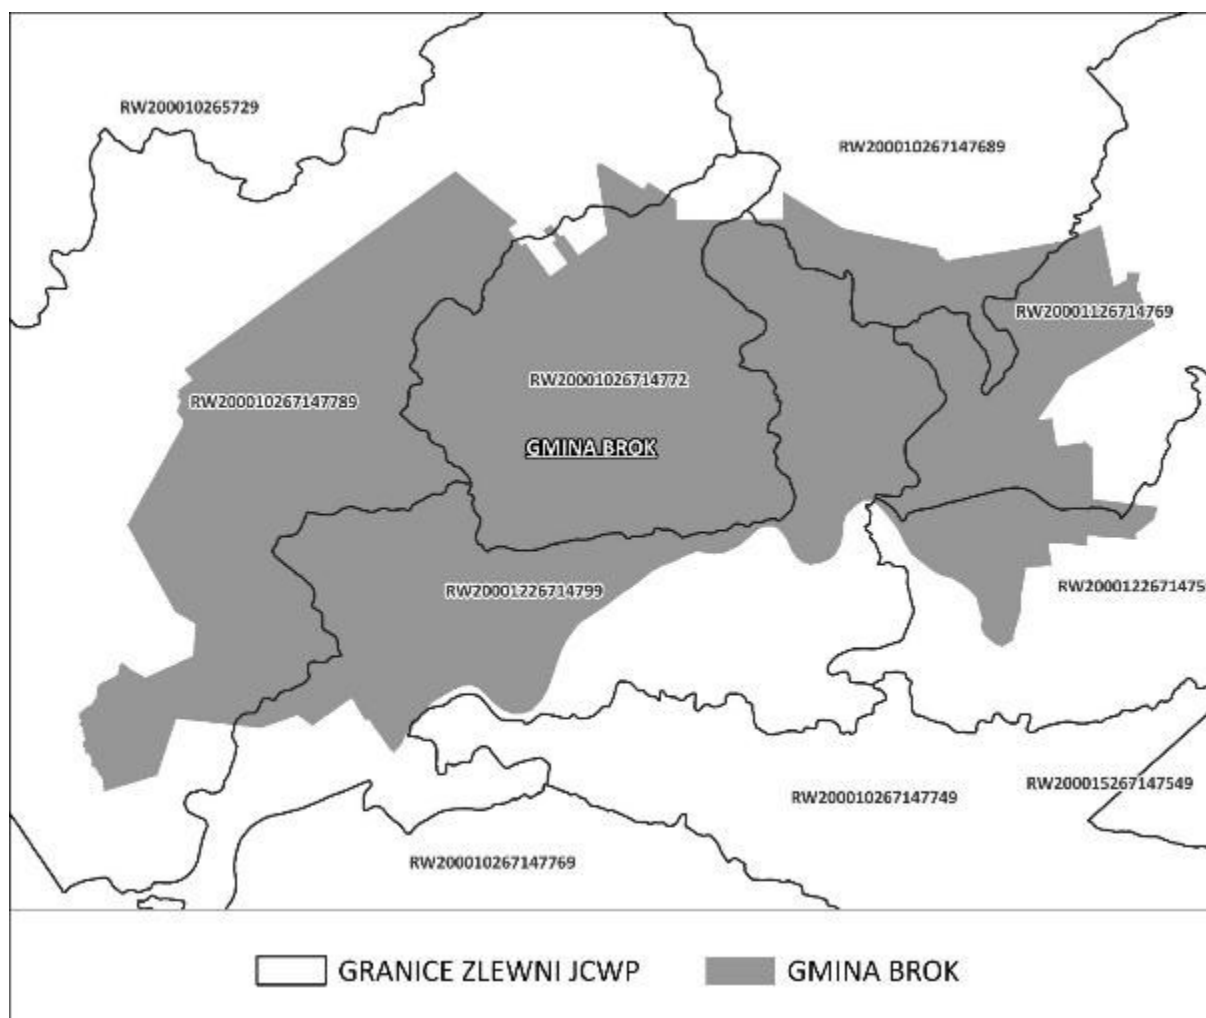 RW200010265729
RW200010267147689
RW20001126714769
RW20001026714772
RW200010267147789
GMINA BROK
RW20001226714799
RW2000122671475
RW200015267147549
RW200010267147749
RW200010267147769
GRANICE ZLEWNI JCWP
GMINA BROK